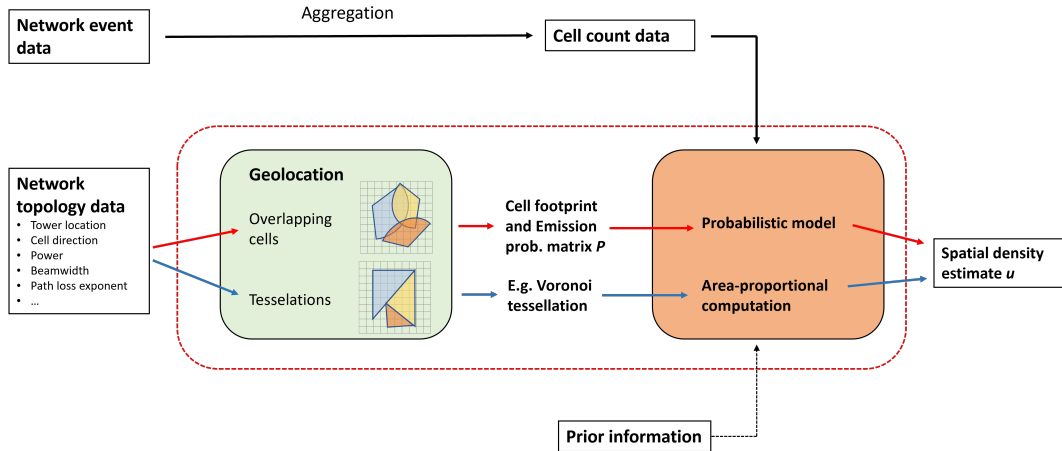 Network event
data
Aggregation
Cell count data
Network
topology data
• Tower location
• Cell direction
• Power
• Beamwidth
• Path loss exponent
• ...
Geolocation
Overlapping
cells
Tesselations
Cell footprint
and Emission
prob. matrix P
E.g. Voronoi
tessellation
Probabilistic model
Area-proportional
computation
Spatial density
estimate u
Prior information